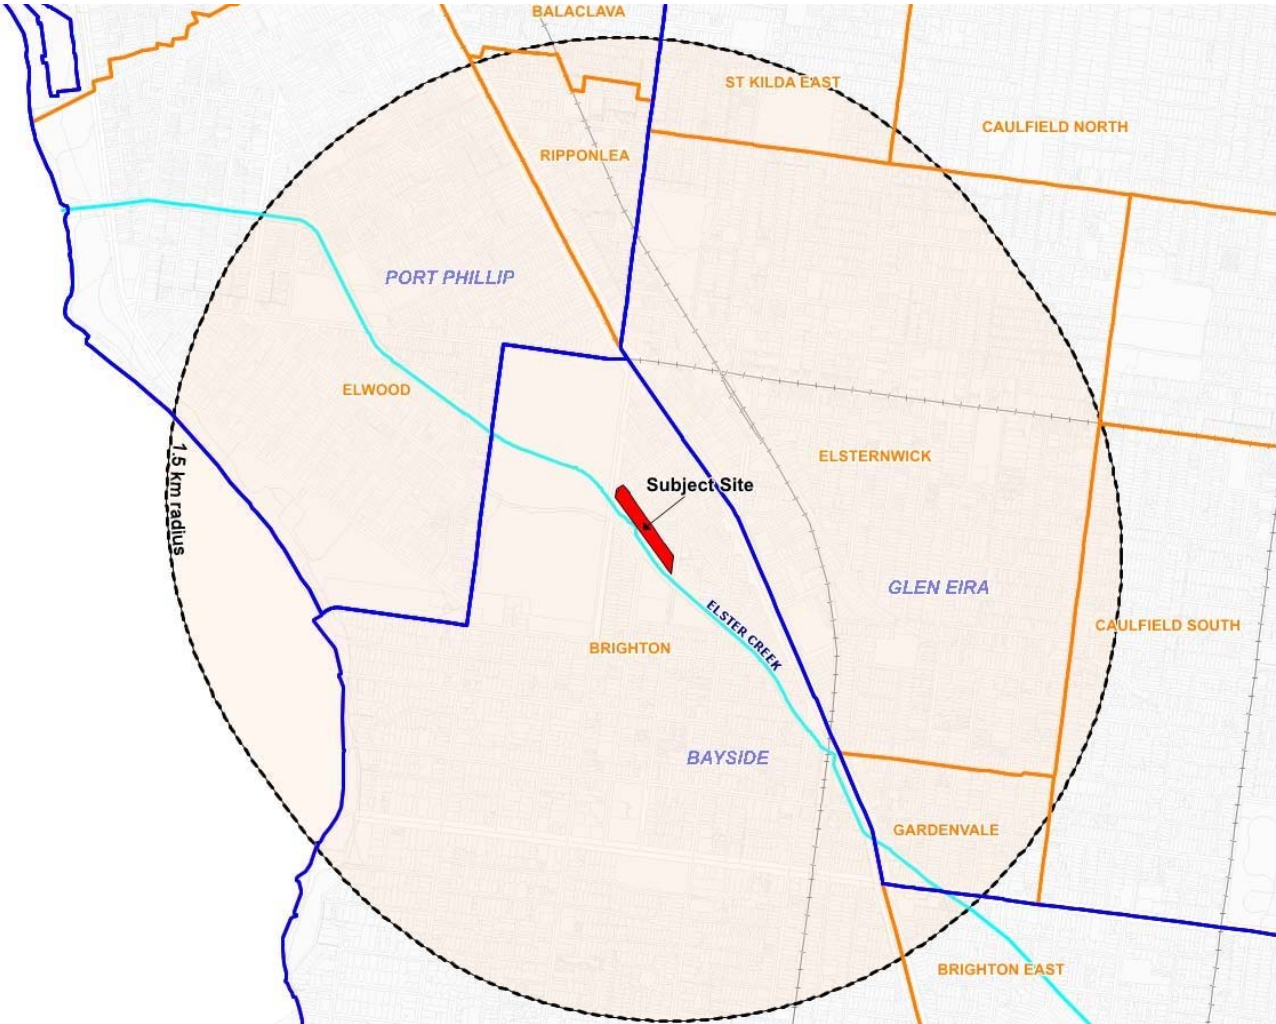 BALACLAVA
ST KILDA EAST
CAULFIELD NORTH
RIPPONLEA
PORT PHILLIP
ELWOOD
ELSTERNWICK
1.5 km radius
Subject Site
GLEN EIRA
ELSTER CREEK
CAULFIELD SOUTH
BRIGHTON
BAYSIDE
GARDENVALE
BRIGHTON EAST